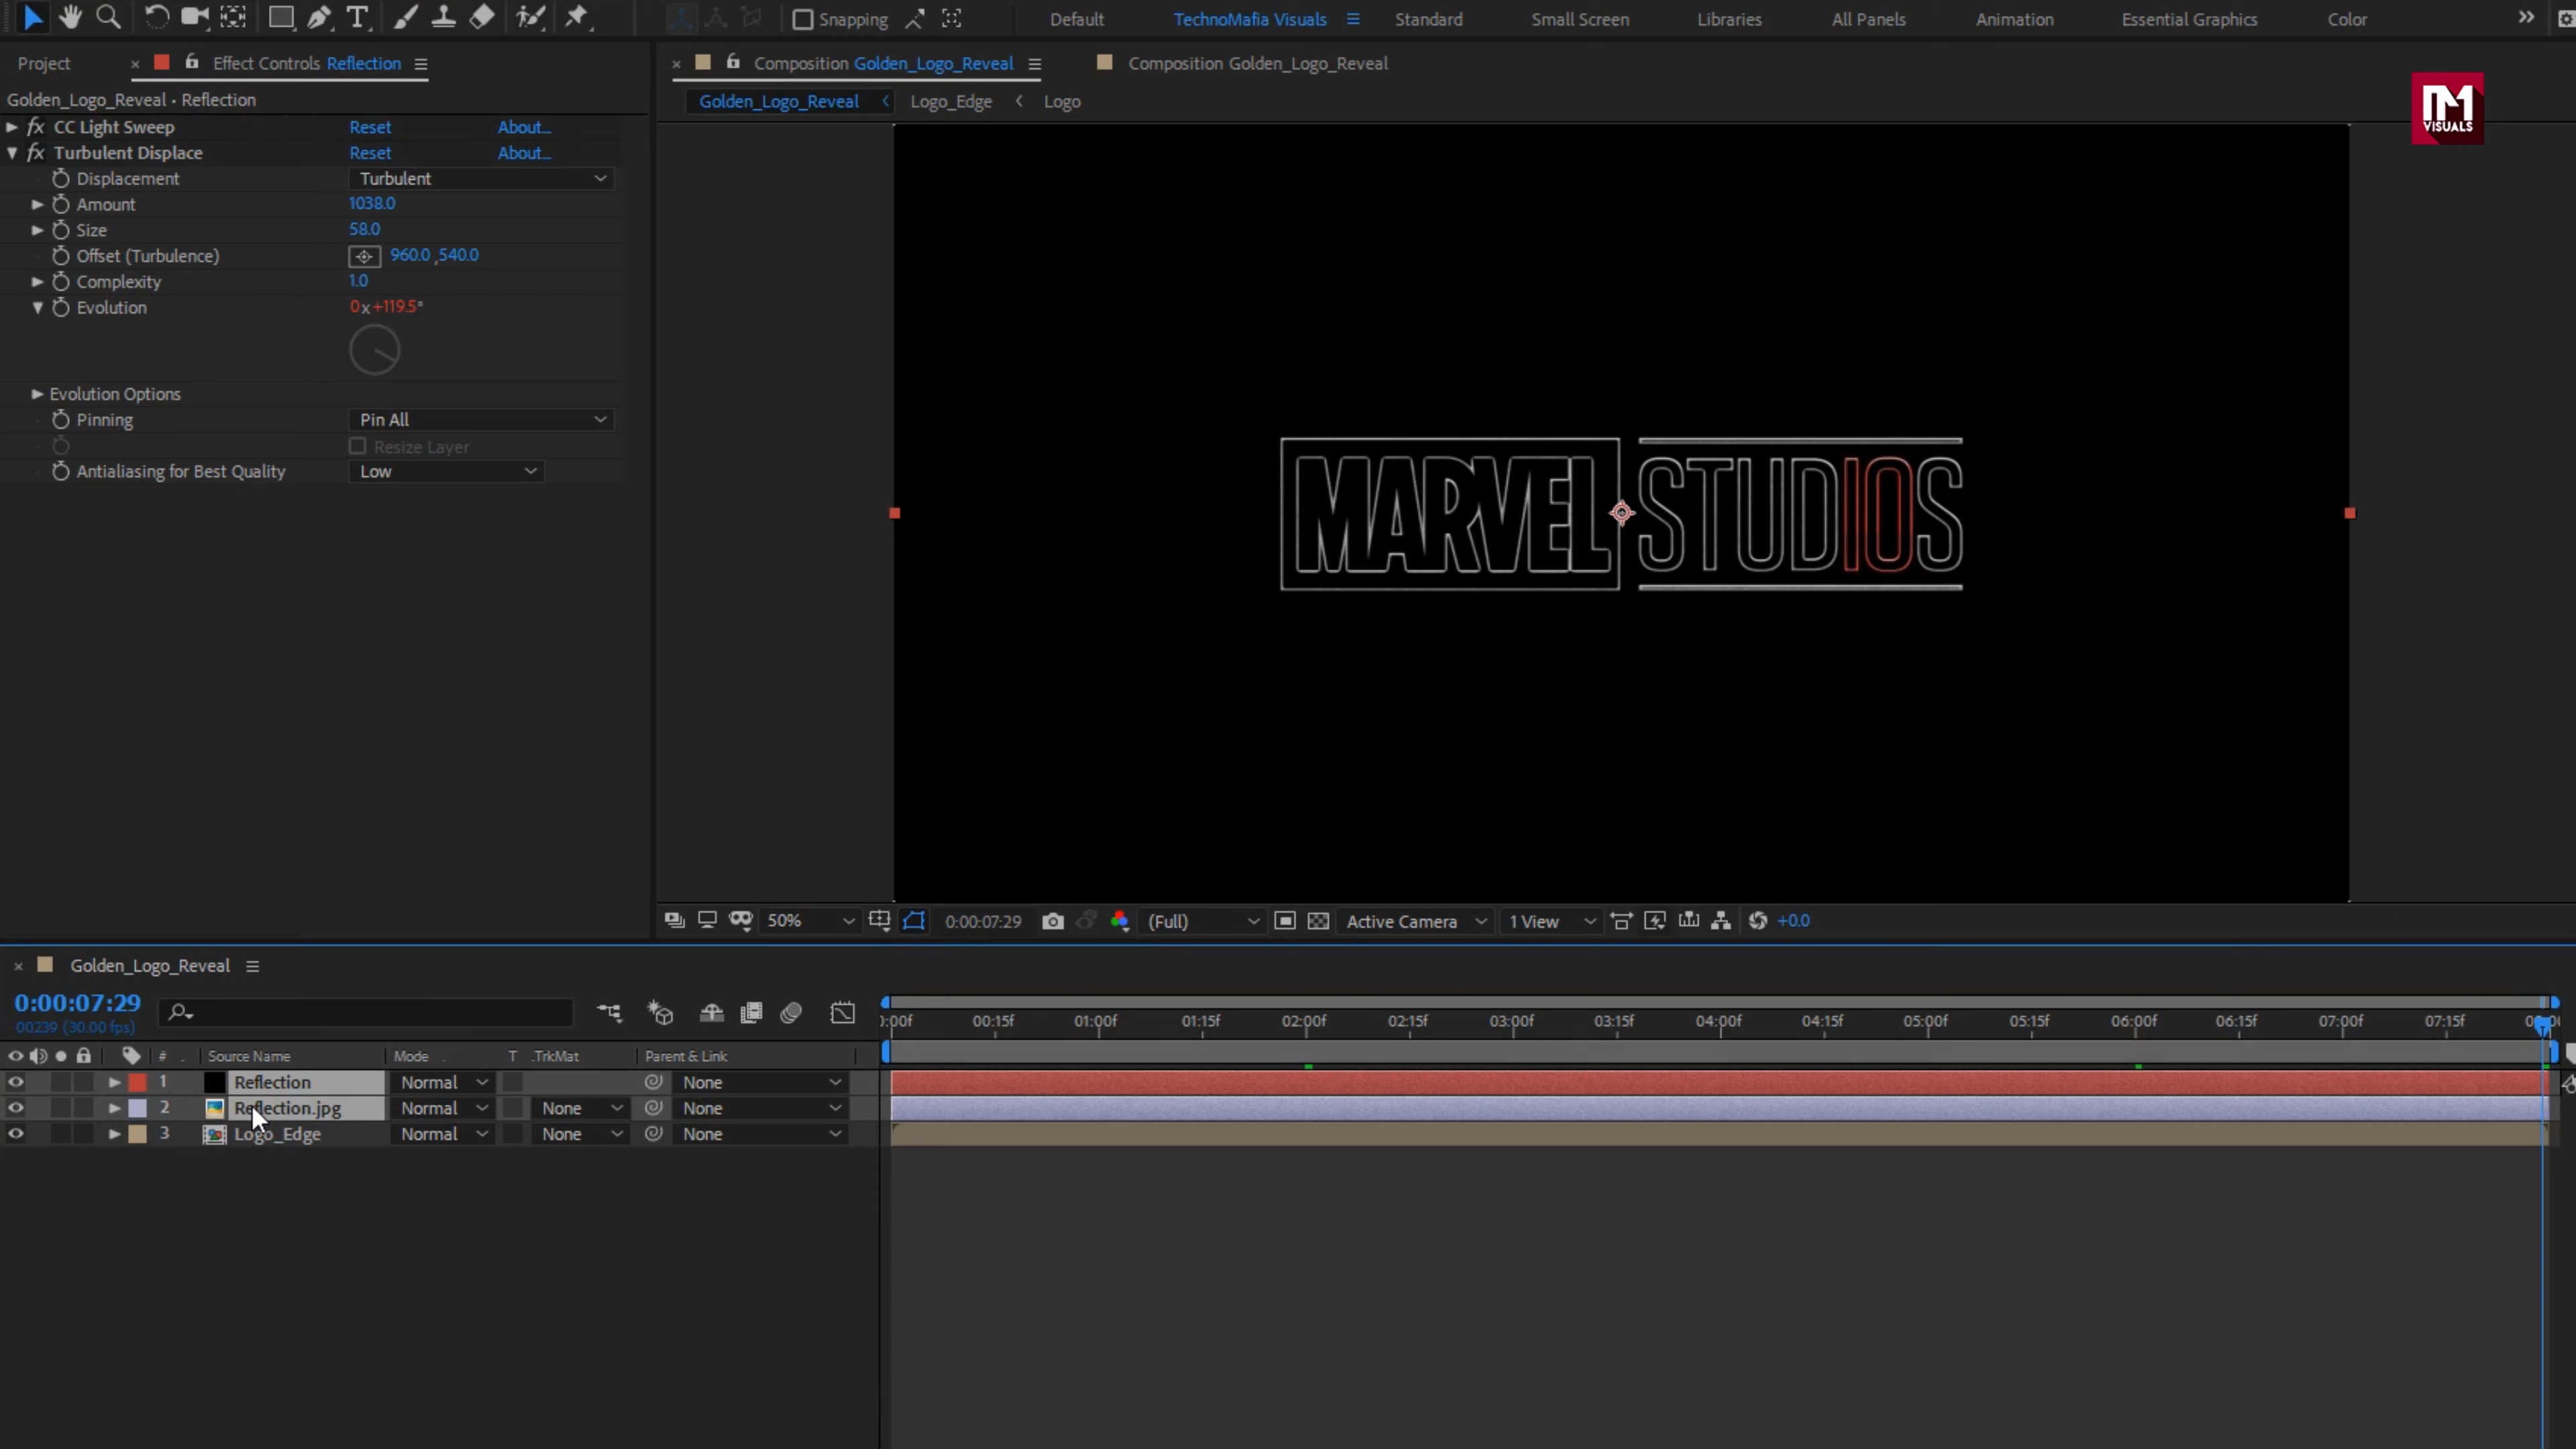 Snapping Default TechnoMafia Visuals Standard Small Screen Libraries All Panels Animation Essential Graphics Color
Project Effect Controls Reflection Composition Golden_Logo_Reveal Composition Golden_Logo_Reveal
Golden_Logo_Reveal • Reflection Golden_Logo_Reveal Logo_Edge Logo
VISUALS
fx CC Light Sweep Reset About...
fx Turbulent Displace Reset About...
Displacement Turbulent
Amount 1038.0
Size 58.0
Offset (Turbulence) 960.0 ,540.0
Complexity 1.0
Evolution 0x+119.5°
Evolution Options
Pinning Pin All
Resize Layer
Antialiasing for Best Quality Low
MARVEL STUDIOS
50% 0:00:07:29 (Full) Active Camera 1 View +0.0
Golden_Logo_Reveal
0:00:07:29
00239 (30.00 fps)
:00f 00:15f 01:00f 01:15f 02:00f 02:15f 03:00f 03:15f 04:00f 04:15f 05:00f 05:15f 06:00f 06:15f 07:00f 07:15f
# Source Name Mode T .TrkMat Parent & Link
1 Reflection Normal None
2 Reflection.jpg Normal None None
3 Logo_Edge Normal None None